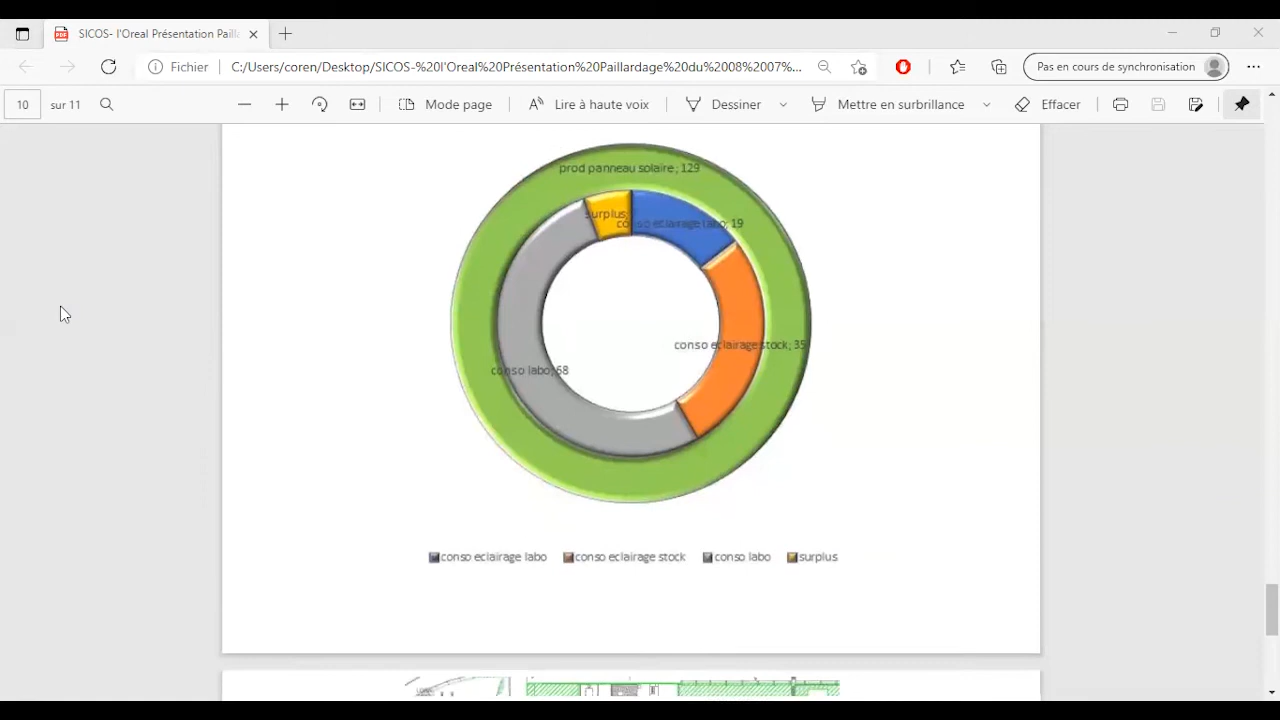 SICOS- l'Oreal Présentation Pailla
Fichier
C:/Users/coren/Desktop/SICOS-%20l'Oreal%20Présentation%20Paillardage%20du%2008%2007%...
Pas en cours de synchronisation
10 sur 11
Mode page
Lire à haute voix
Dessiner
Mettre en surbrillance
Effacer
prod panneau solaire; 129
surplus;
conso eclairage labo; 19
conso eclairage stock; 35
conso labo; 68
conso eclairage labo conso eclairage stock conso labo surplus